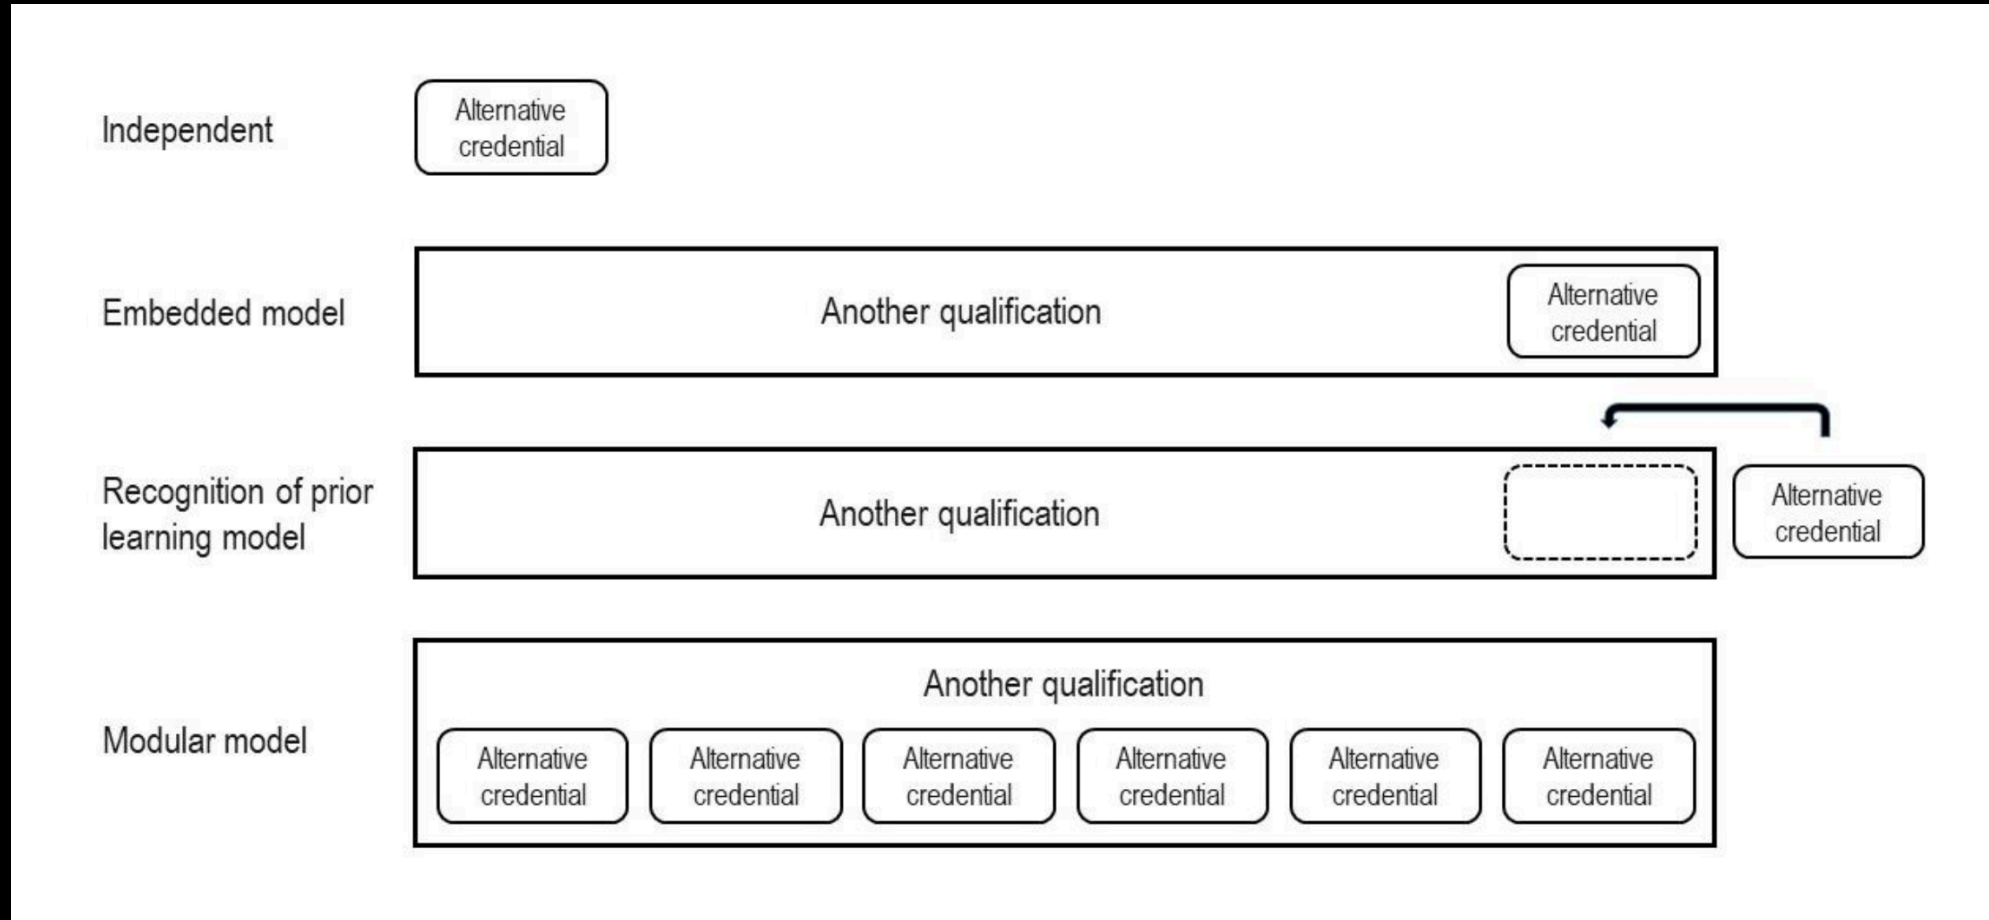 Independent
Alternative
credential
Embedded model
Another qualification
Alternative
credential
Recognition of prior
learning model
Another qualification
Alternative
credential
Modular model
Another qualification
Alternative
credential
Alternative
credential
Alternative
credential
Alternative
credential
Alternative
credential
Alternative
credential